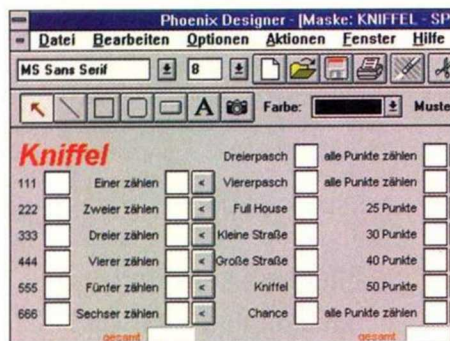 Phoenix Designer - [Maske: KNIFFEL - SP
Datei Bearbeiten Optionen Aktionen Fenster Hilfe
MS Sans Serif 8
A Farbe: Muste
Kniffel Dreierpasch alle Punkte zählen
111 Einer zählen < Viererpasch alle Punkte zählen
222 Zweier zählen < Full House 25 Punkte
333 Dreier zählen < Kleine Straße 30 Punkte
444 Vierer zählen < Große Straße 40 Punkte
555 Fünfer zählen < Kniffel 50 Punkte
666 Sechser zählen < Chance alle Punkte zählen
gesamt gesamt